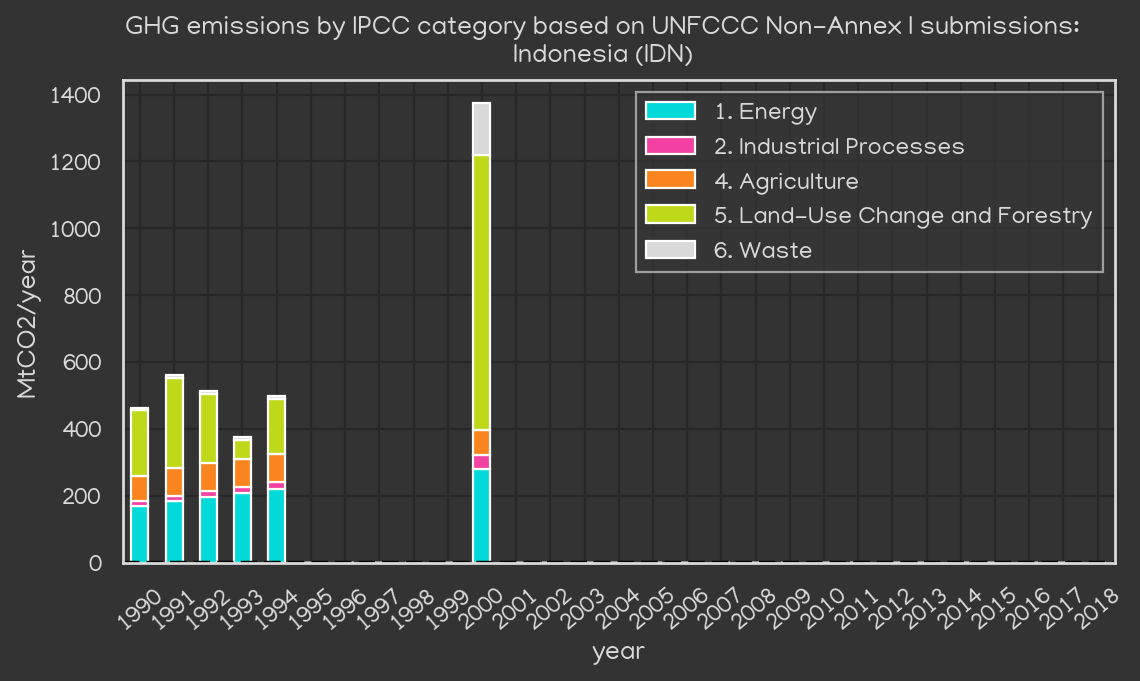 GHG emissions by IPCC category based on UNFCCC Non-Annex I submissions:
Indonesia (IDN)
MtCO2/year
1400
1200
1000
800
600
400
200
0
1. Energy
2. Industrial Processes
4. Agriculture
5. Land-Use Change and Forestry
6. Waste
1990 1991 1992 1993 1994 1995 1996 1997 1998 1999 2000 2001 2002 2003 2004 2005 2006 2007 2008 2009 2010 2011 2012 2013 2014 2015 2016 2017 2018
year